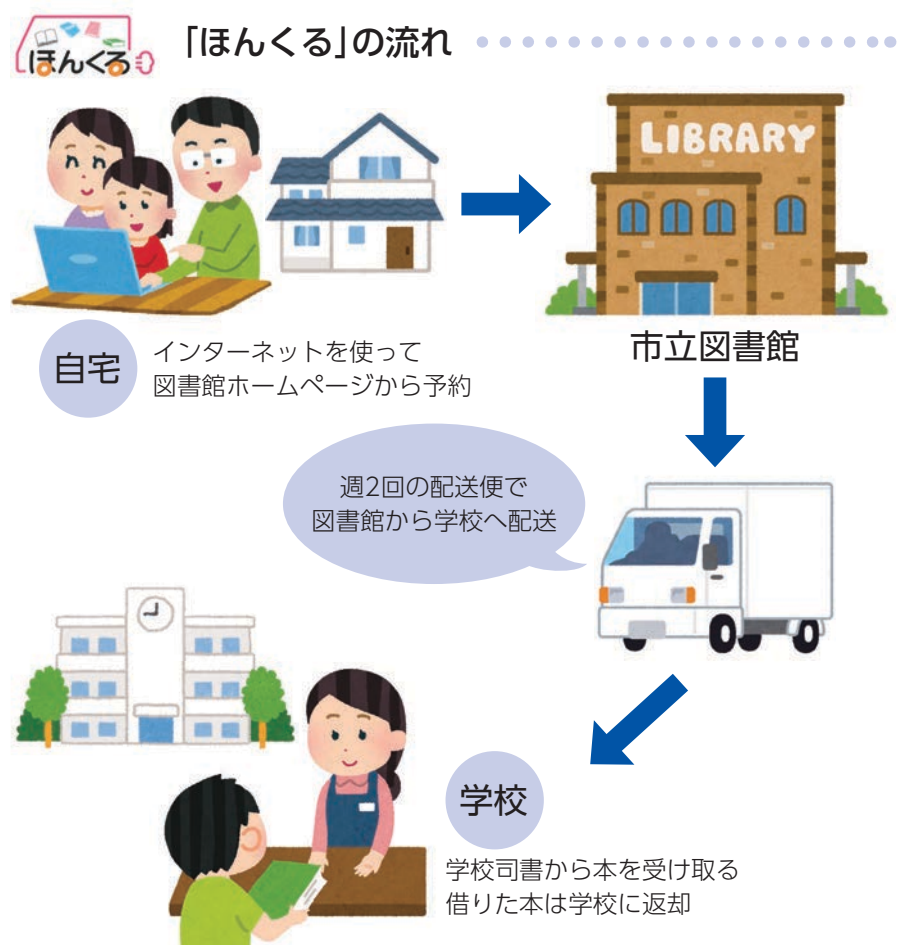 ほんくる
「ほんくる」の流れ
LIBRARY
自宅
インターネットを使って
図書館ホームページから予約
市立図書館
週2回の配送便で
図書館から学校へ配送
学校
学校司書から本を受け取る
借りた本は学校に返却